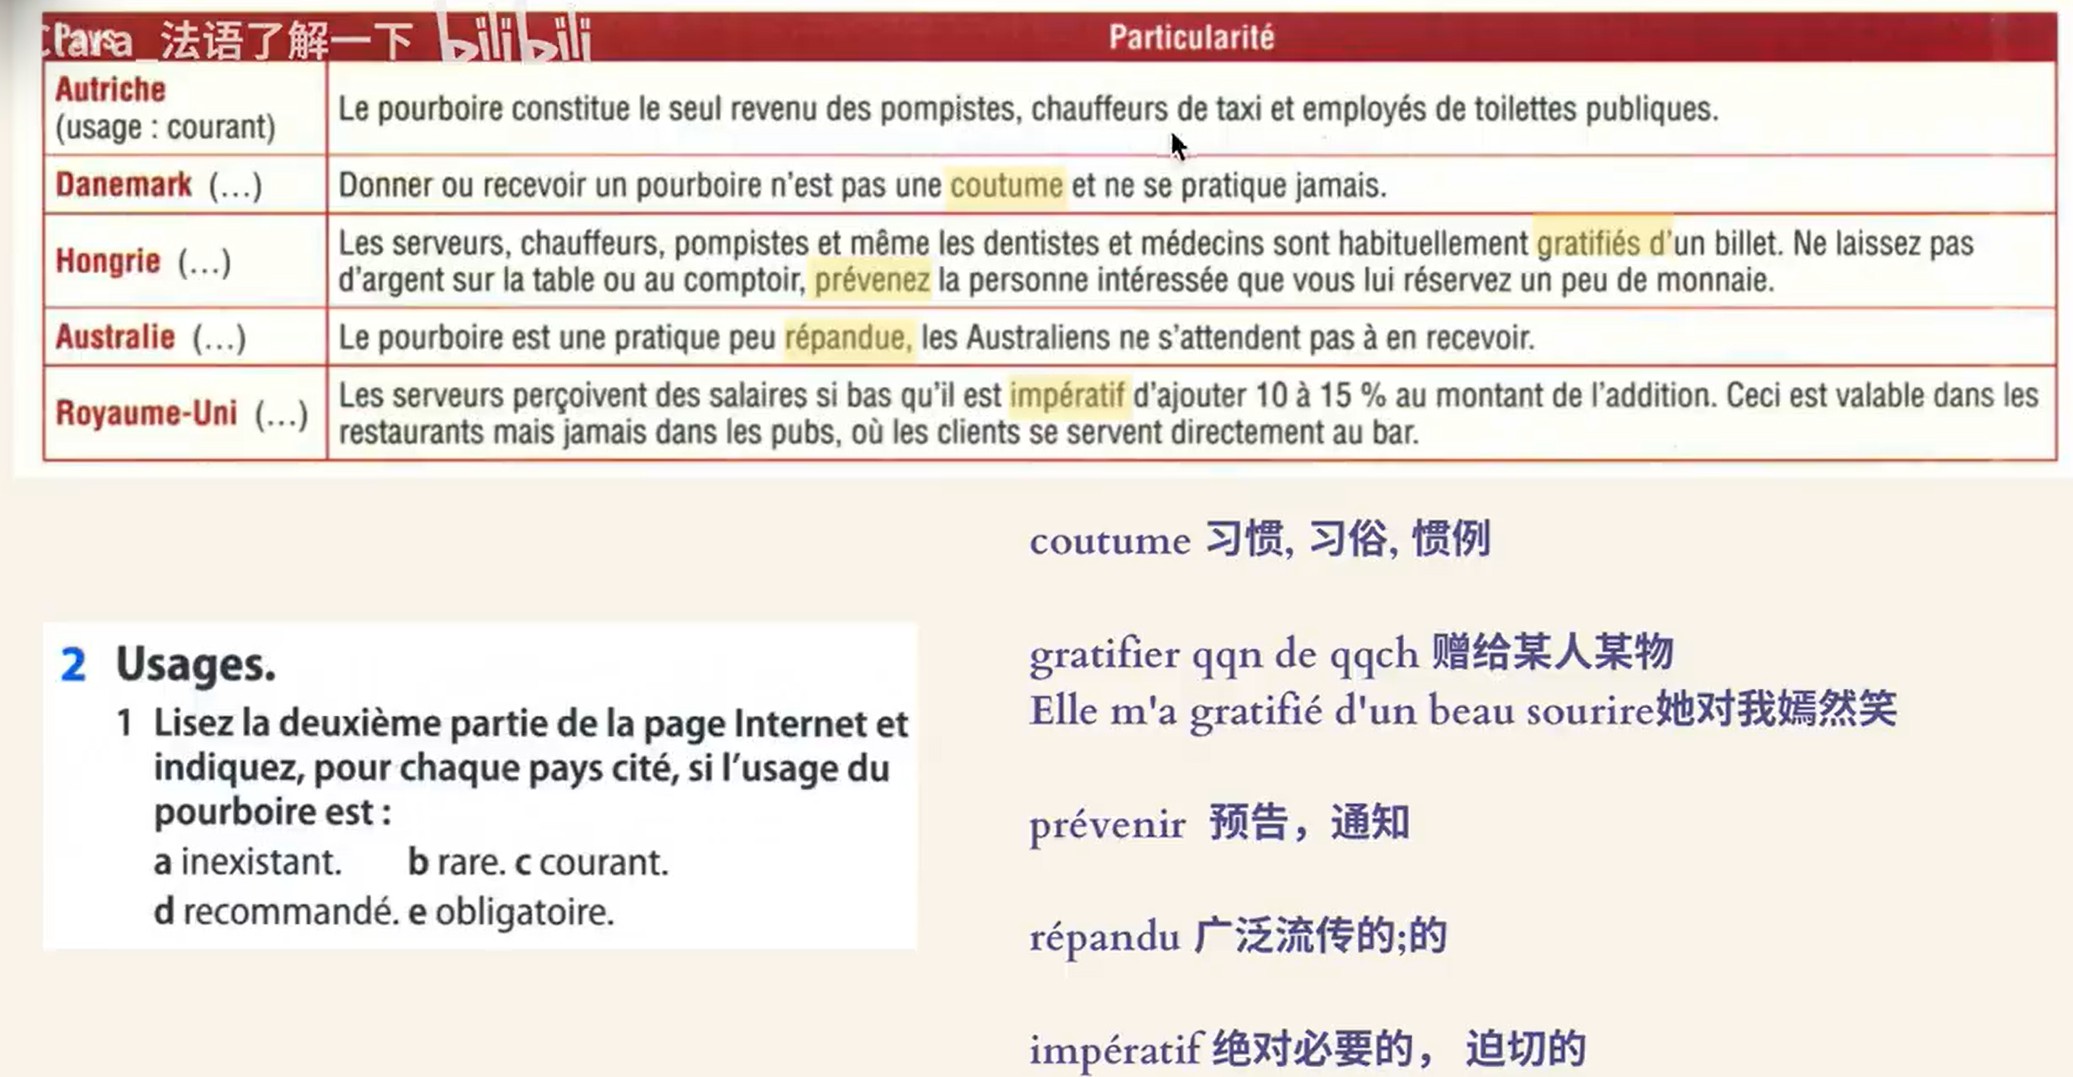 Pays
Clara_法语了解一下 bilibili
Particularité
Autriche
(usage : courant)
Le pourboire constitue le seul revenu des pompistes, chauffeurs de taxi et employés de toilettes publiques.
Danemark (…)
Donner ou recevoir un pourboire n'est pas une coutume et ne se pratique jamais.
Hongrie (…)
Les serveurs, chauffeurs, pompistes et même les dentistes et médecins sont habituellement gratifiés d'un billet. Ne laissez pas
d'argent sur la table ou au comptoir, prévenez la personne intéressée que vous lui réservez un peu de monnaie.
Australie (…)
Le pourboire est une pratique peu répandue, les Australiens ne s'attendent pas à en recevoir.
Royaume-Uni (…)
Les serveurs perçoivent des salaires si bas qu'il est impératif d'ajouter 10 à 15 % au montant de l'addition. Ceci est valable dans les
restaurants mais jamais dans les pubs, où les clients se servent directement au bar.
2 Usages.
1 Lisez la deuxième partie de la page Internet et
indiquez, pour chaque pays cité, si l'usage du
pourboire est :
a inexistant. b rare. c courant.
d recommandé. e obligatoire.
coutume 习惯, 习俗, 惯例
gratifier qqn de qqch 赠给某人某物
Elle m'a gratifié d'un beau sourire她对我嫣然笑
prévenir 预告，通知
répandu 广泛流传的;的
impératif 绝对必要的， 迫切的